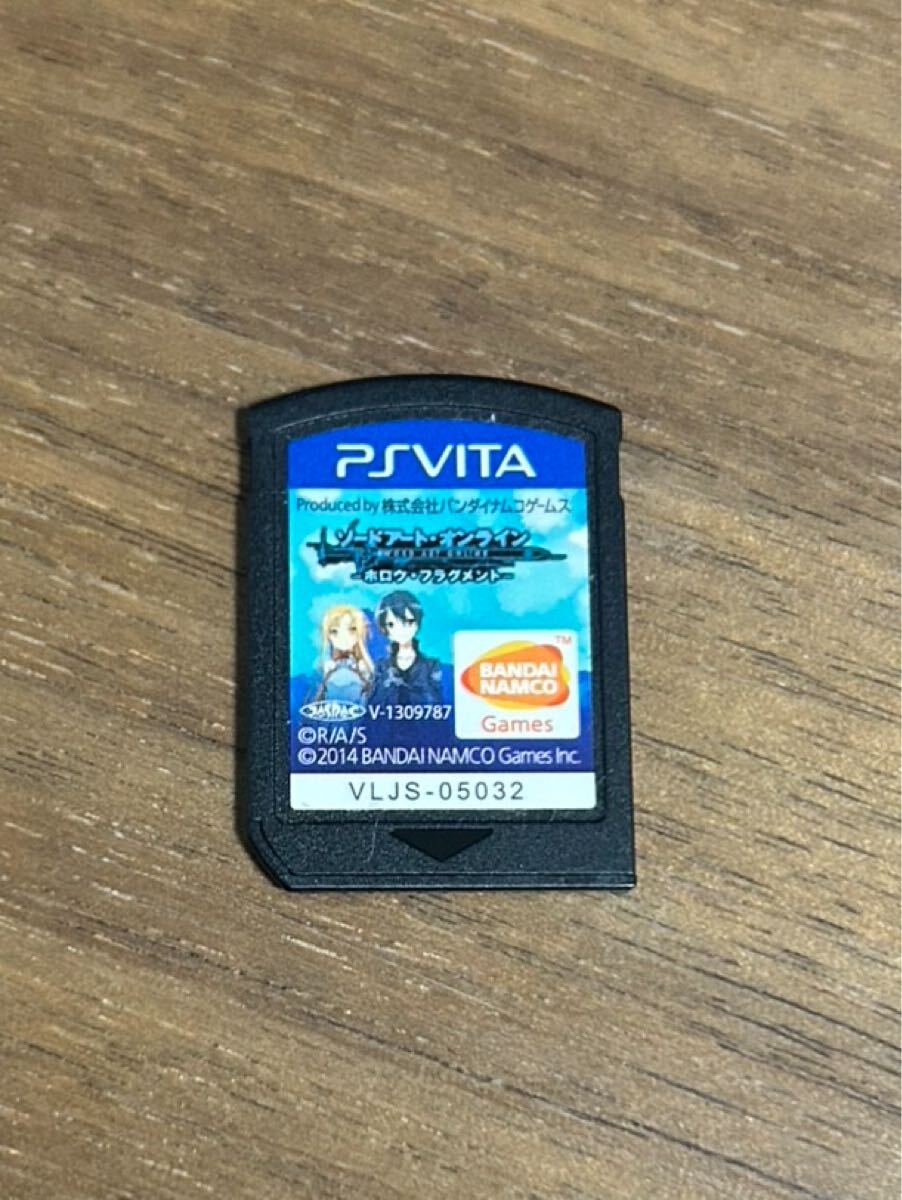 PSVITA
Produced by 株式会社バンダイナムコゲームス
ソードアート・オンライン
SWORD ART ONLINE
-ホロウ・フラグメント-
BANDAI
NAMCO
TM
Games
V-1309787
©R/A/S
©2014 BANDAI NAMCO Games Inc.
VLJS-05032